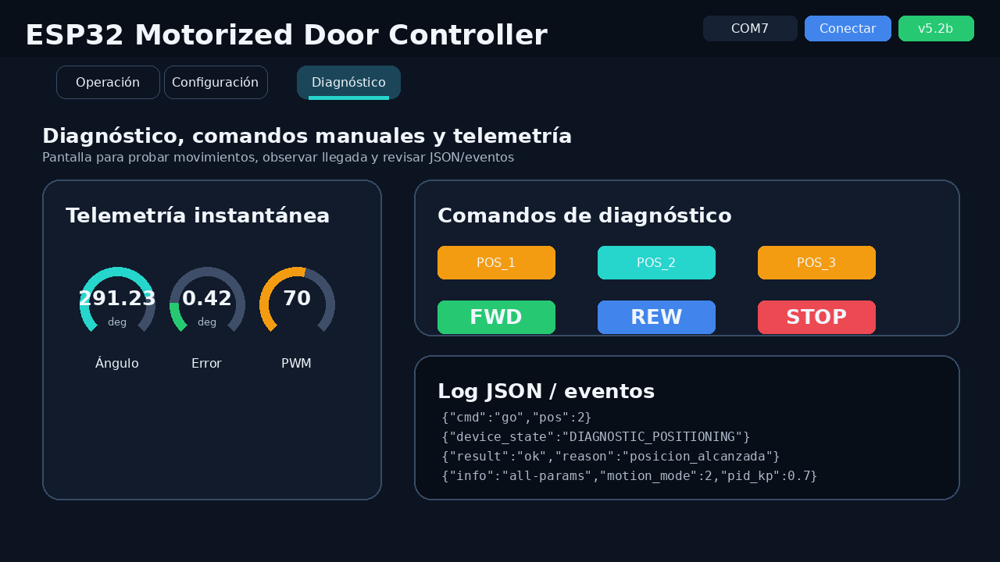 ESP32 Motorized Door Controller
COM7
Conectar
v5.2b
Operación
Configuración
Diagnóstico
Diagnóstico, comandos manuales y telemetría
Pantalla para probar movimientos, observar llegada y revisar JSON/eventos
Telemetría instantánea
291.23
deg
Ángulo
0.42
deg
Error
70
PWM
Comandos de diagnóstico
POS_1
POS_2
POS_3
FWD
REW
STOP
Log JSON / eventos
{"cmd":"go","pos":2}
{"device_state":"DIAGNOSTIC_POSITIONING"}
{"result":"ok","reason":"posicion_alcanzada"}
{"info":"all-params","motion_mode":2,"pid_kp":0.7}